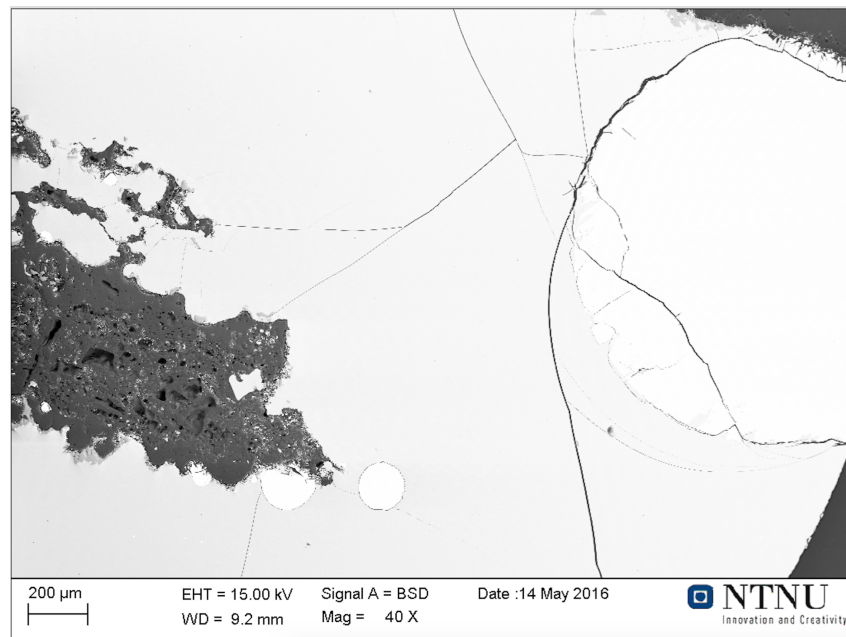 200 µm
EHT = 15.00 kV
WD = 9.2 mm
Signal A = BSD
Mag = 40 X
Date :14 May 2016
NTNU
Innovation and Creativity